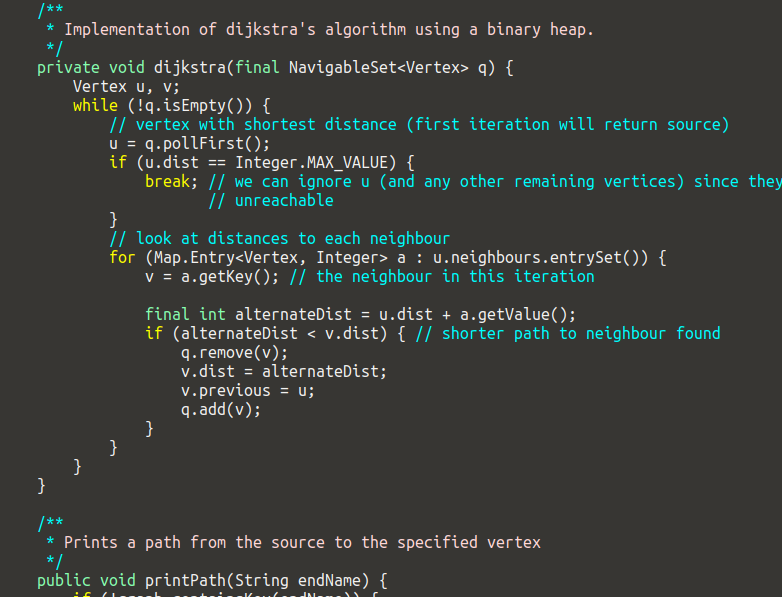 /**
 * Implementation of dijkstra's algorithm using a binary heap.
 */
private void dijkstra(final NavigableSet<Vertex> q) {
    Vertex u, v;
    while (!q.isEmpty()) {
        // vertex with shortest distance (first iteration will return source)
        u = q.pollFirst();
        if (u.dist == Integer.MAX_VALUE) {
            break; // we can ignore u (and any other remaining vertices) since they
                   // unreachable
        }
        // look at distances to each neighbour
        for (Map.Entry<Vertex, Integer> a : u.neighbours.entrySet()) {
            v = a.getKey(); // the neighbour in this iteration

            final int alternateDist = u.dist + a.getValue();
            if (alternateDist < v.dist) { // shorter path to neighbour found
                q.remove(v);
                v.dist = alternateDist;
                v.previous = u;
                q.add(v);
            }
        }
    }
}

/**
 * Prints a path from the source to the specified vertex
 */
public void printPath(String endName) {